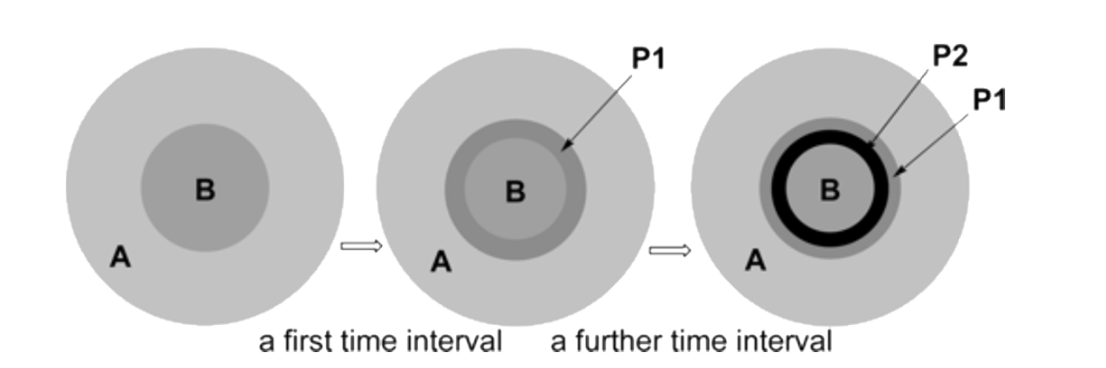 P1
P2
P1
B
B
B
A
A
A
a first time interval
a further time interval